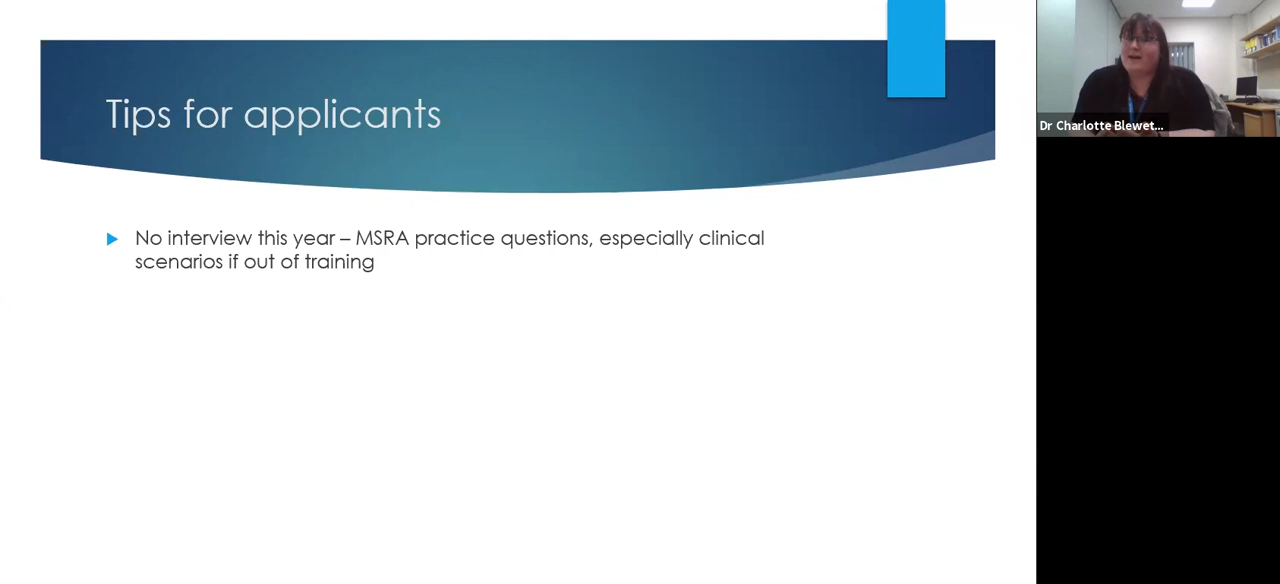 Tips for applicants
No interview this year – MSRA practice questions, especially clinical
scenarios if out of training
Dr Charlotte Blewet...